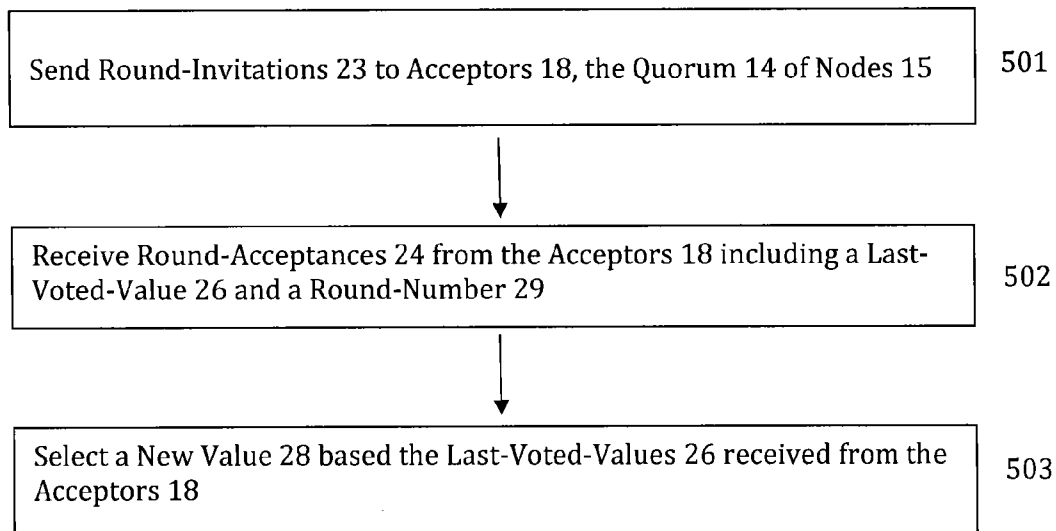 Send Round-Invitations 23 to Acceptors 18, the Quorum 14 of Nodes 15
501
Receive Round-Acceptances 24 from the Acceptors 18 including a Last-
Voted-Value 26 and a Round-Number 29
502
Select a New Value 28 based the Last-Voted-Values 26 received from the
Acceptors 18
503